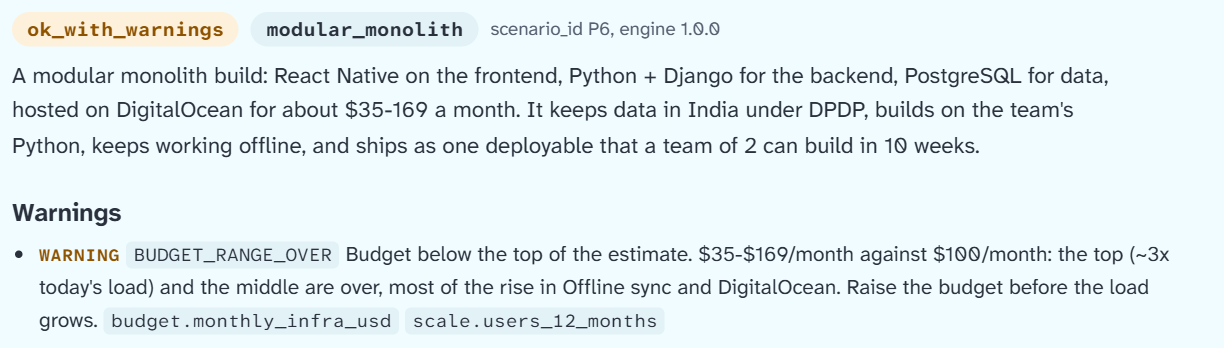 ok_with_warnings modular_monolith scenario_id P6, engine 1.0.0
A modular monolith build: React Native on the frontend, Python + Django for the backend, PostgreSQL for data,
hosted on DigitalOcean for about $35-169 a month. It keeps data in India under DPDP, builds on the team's
Python, keeps working offline, and ships as one deployable that a team of 2 can build in 10 weeks.
Warnings
• WARNING BUDGET_RANGE_OVER Budget below the top of the estimate. $35-$169/month against $100/month: the top (~3x
today's load) and the middle are over, most of the rise in Offline sync and DigitalOcean. Raise the budget before the load
grows. budget.monthly_infra_usd scale.users_12_months